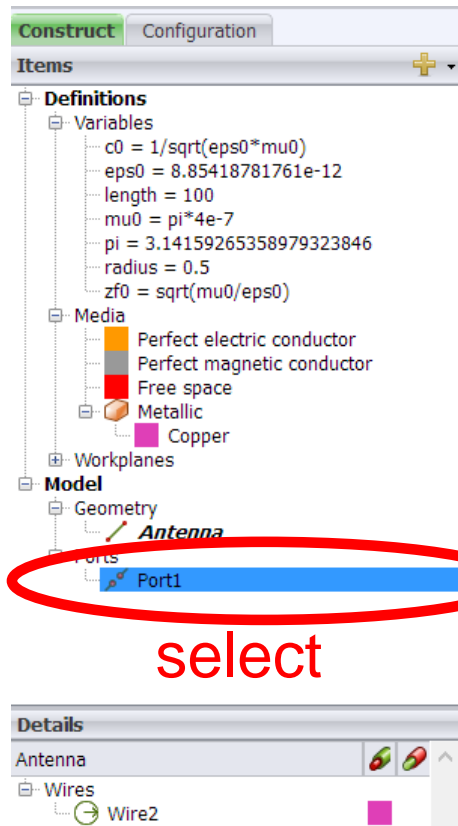 Construct Configuration
Items
Definitions
Variables
c0 = 1/sqrt(eps0*mu0)
eps0 = 8.85418781761e-12
length = 100
mu0 = pi*4e-7
pi = 3.14159265358979323846
radius = 0.5
zf0 = sqrt(mu0/eps0)
Media
Perfect electric conductor
Perfect magnetic conductor
Free space
Metallic
Copper
Workplanes
Model
Geometry
Antenna
Ports
Port1
select
Details
Antenna
Wires
Wire2